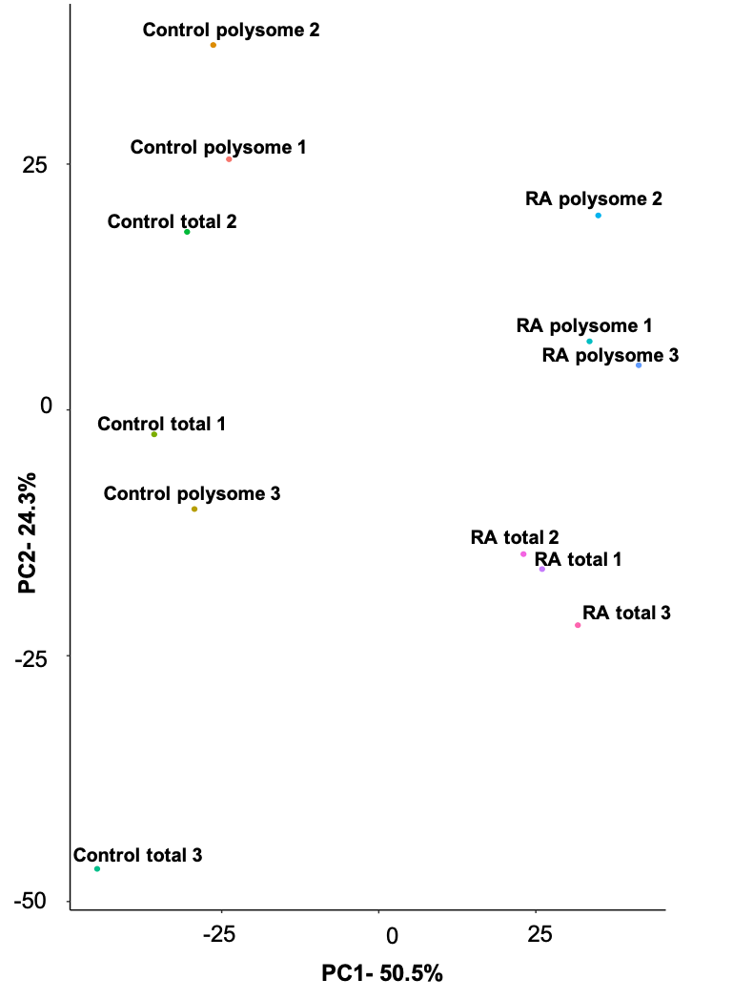 Control polysome 2
Control polysome 1
25
RA polysome 2
Control total 2
RA polysome 1
RA polysome 3
0
Control total 1
Control polysome 3
PC2- 24.3%
RA total 2
RA total 1
RA total 3
-25
Control total 3
-50
-25
0
25
PC1- 50.5%